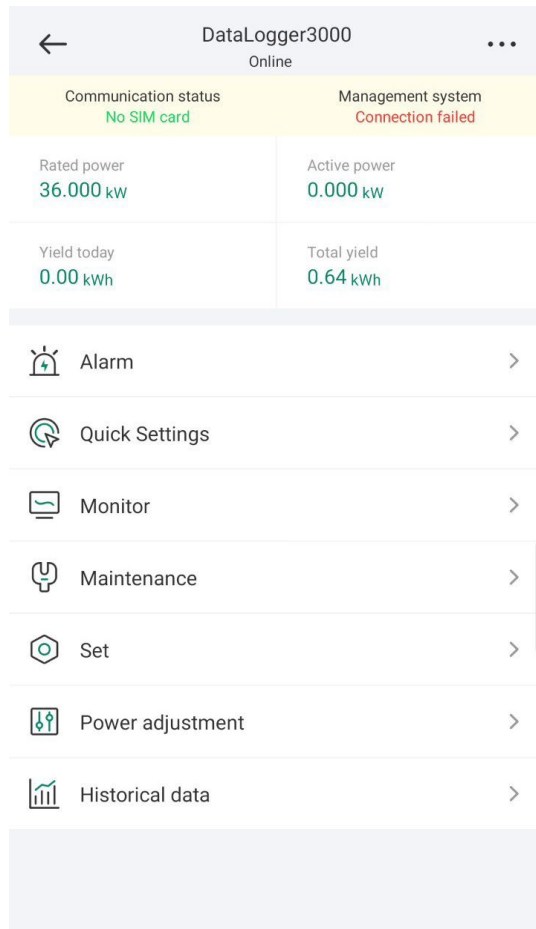 DataLogger3000
Online
Communication status
No SIM card
Management system
Connection failed
Rated power
36.000 kW
Active power
0.000 kW
Yield today
0.00 kWh
Total yield
0.64 kWh
Alarm
Quick Settings
Monitor
Maintenance
Set
Power adjustment
Historical data